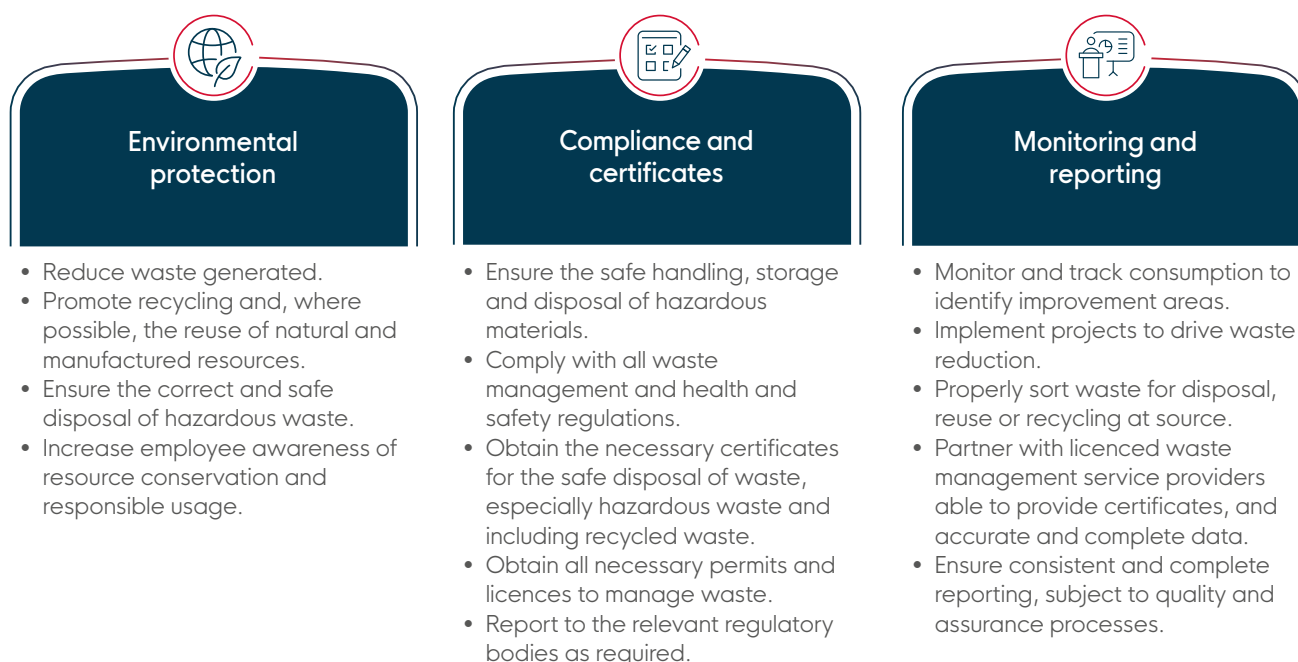 Environmental
protection
• Reduce waste generated.
• Promote recycling and, where
possible, the reuse of natural and
manufactured resources.
• Ensure the correct and safe
disposal of hazardous waste.
• Increase employee awareness of
resource conservation and
responsible usage.
Compliance and
certificates
• Ensure the safe handling, storage
and disposal of hazardous
materials.
• Comply with all waste
management and health and
safety regulations.
• Obtain the necessary certificates
for the safe disposal of waste,
especially hazardous waste and
including recycled waste.
• Obtain all necessary permits and
licences to manage waste.
• Report to the relevant regulatory
bodies as required.
Monitoring and
reporting
• Monitor and track consumption to
identify improvement areas.
• Implement projects to drive waste
reduction.
• Properly sort waste for disposal,
reuse or recycling at source.
• Partner with licenced waste
management service providers
able to provide certificates, and
accurate and complete data.
• Ensure consistent and complete
reporting, subject to quality and
assurance processes.